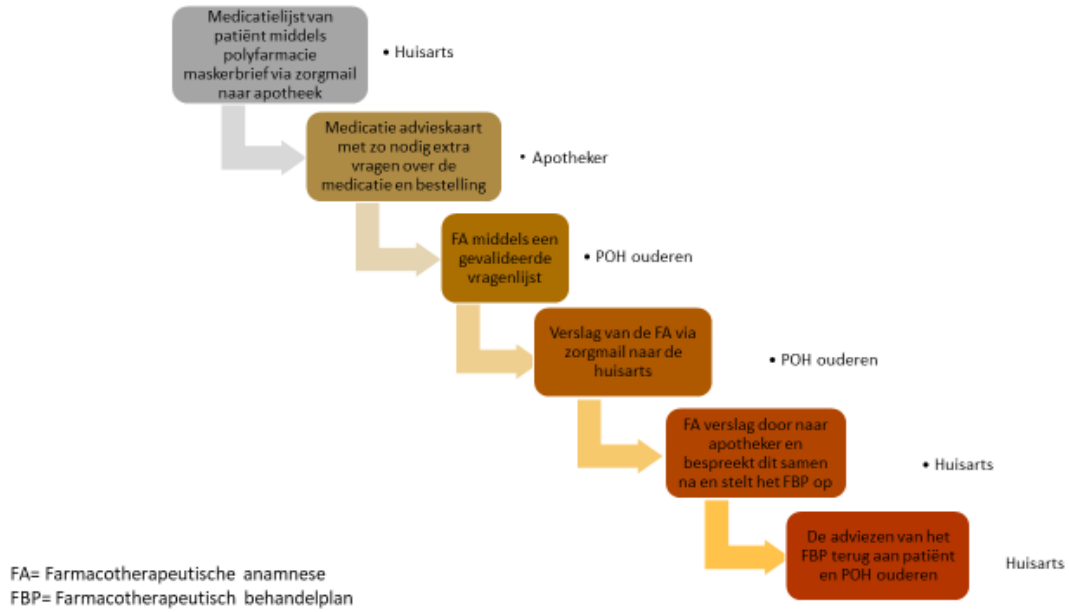 Medicatielijst van
patiënt middels
polyfarmacie
maskerbrief via zorgmail
naar apotheek
• Huisarts
Medicatie advieskaart
met zo nodig extra
vragen over de
medicatie en bestelling
• Apotheker
FA middels een
gevalideerde
vragenlijst
• POH ouderen
Verslag van de FA via
zorgmail naar de
huisarts
• POH ouderen
FA verslag door naar
apotheker en
bespreekt dit samen
na en stelt het FBP op
• Huisarts
De adviezen van het
FBP terug aan patiënt
en POH ouderen
Huisarts
FA= Farmacotherapeutische anamnese
FBP= Farmacotherapeutisch behandelplan